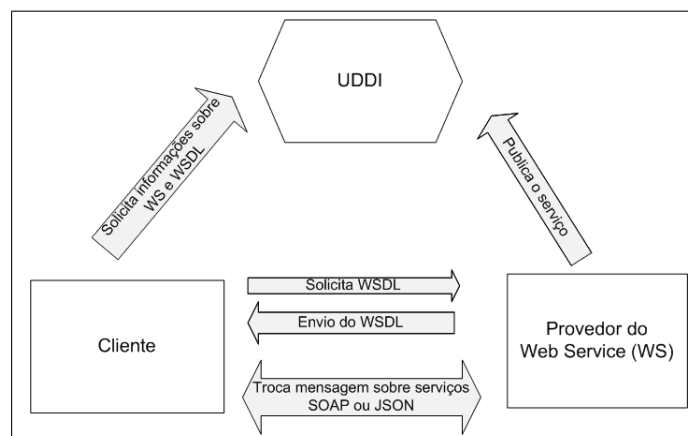 UDDI
Solicita informações sobre
WS e WSDL
Publica o serviço
Solicita WSDL
Envio do WSDL
Cliente
Provedor do
Web Service (WS)
Troca mensagem sobre serviços
SOAP ou JSON